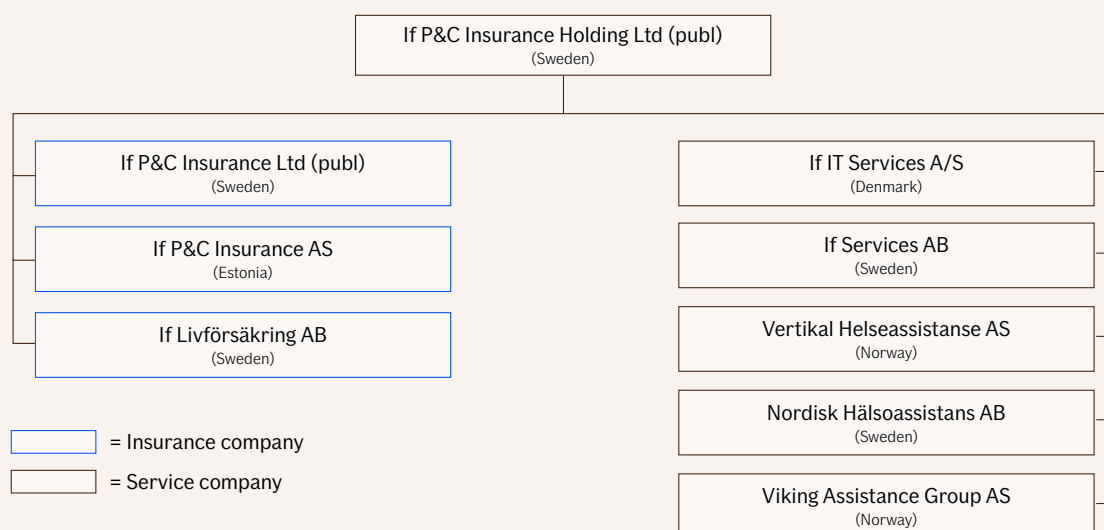 If P&C Insurance Holding Ltd (publ)
(Sweden)
If P&C Insurance Ltd (publ)
(Sweden)
If P&C Insurance AS
(Estonia)
If Livförsäkring AB
(Sweden)
= Insurance company
= Service company
If IT Services A/S
(Denmark)
If Services AB
(Sweden)
Vertikal Helseassistanse AS
(Norway)
Nordisk Hälsoassistans AB
(Sweden)
Viking Assistance Group AS
(Norway)